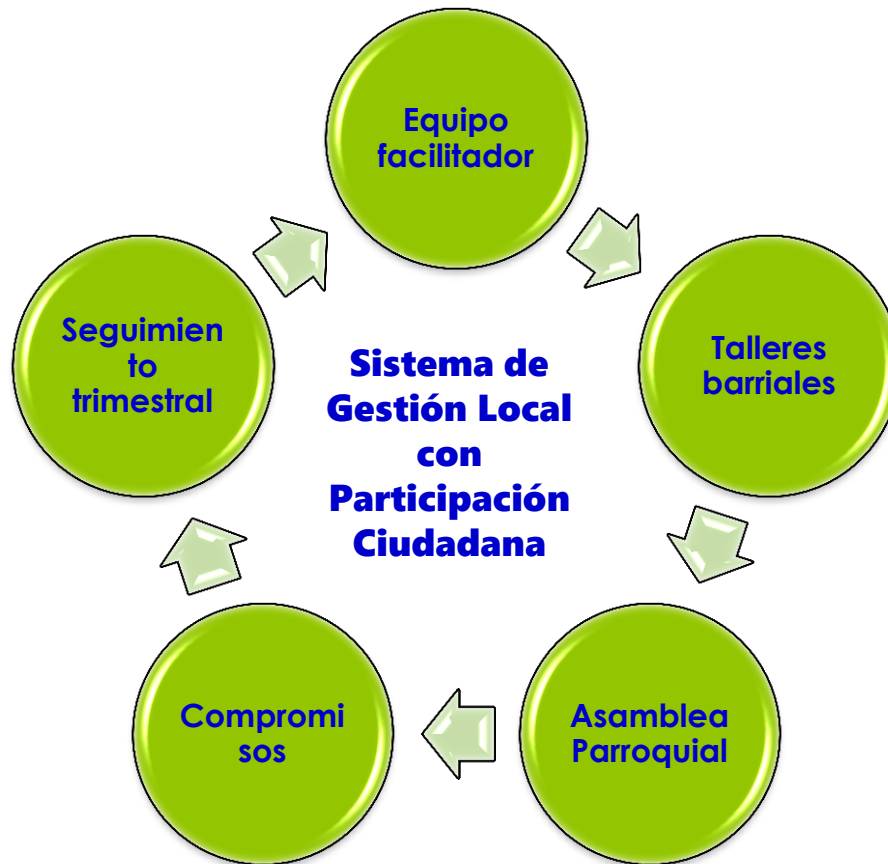 Equipo
facilitador
Talleres
barriales
Asamblea
Parroquial
Compromi
sos
Seguimien
to
trimestral
Sistema de
Gestión Local
con
Participación
Ciudadana